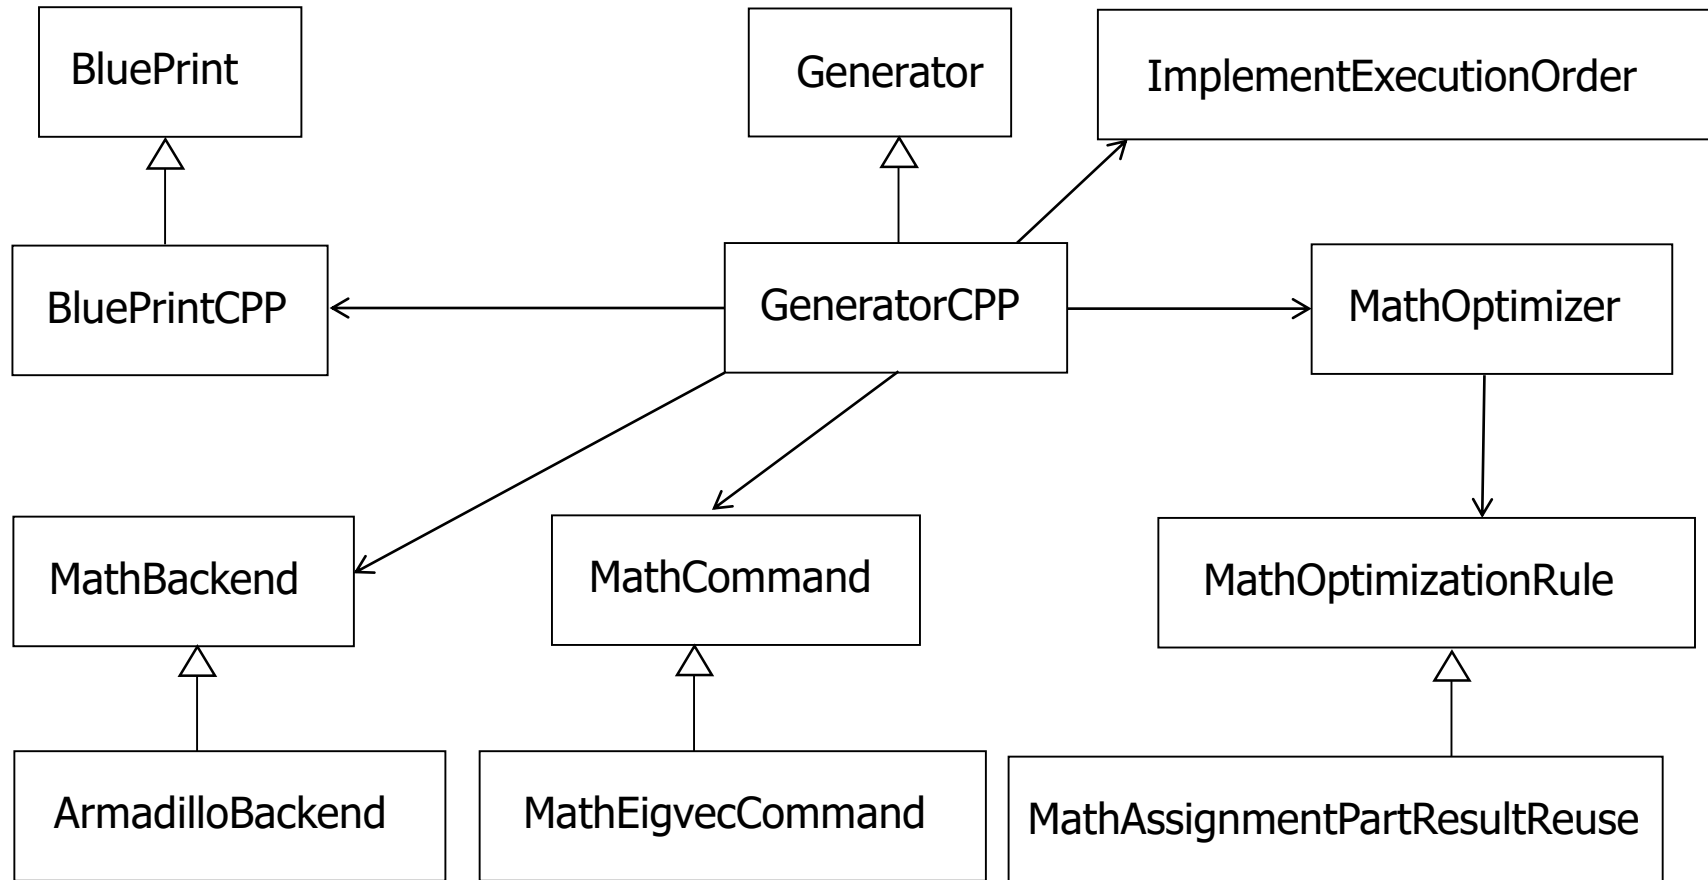 BluePrint
Generator
ImplementExecutionOrder
BluePrintCPP
GeneratorCPP
MathOptimizer
MathBackend
MathCommand
MathOptimizationRule
ArmadilloBackend
MathEigvecCommand
MathAssignmentPartResultReuse